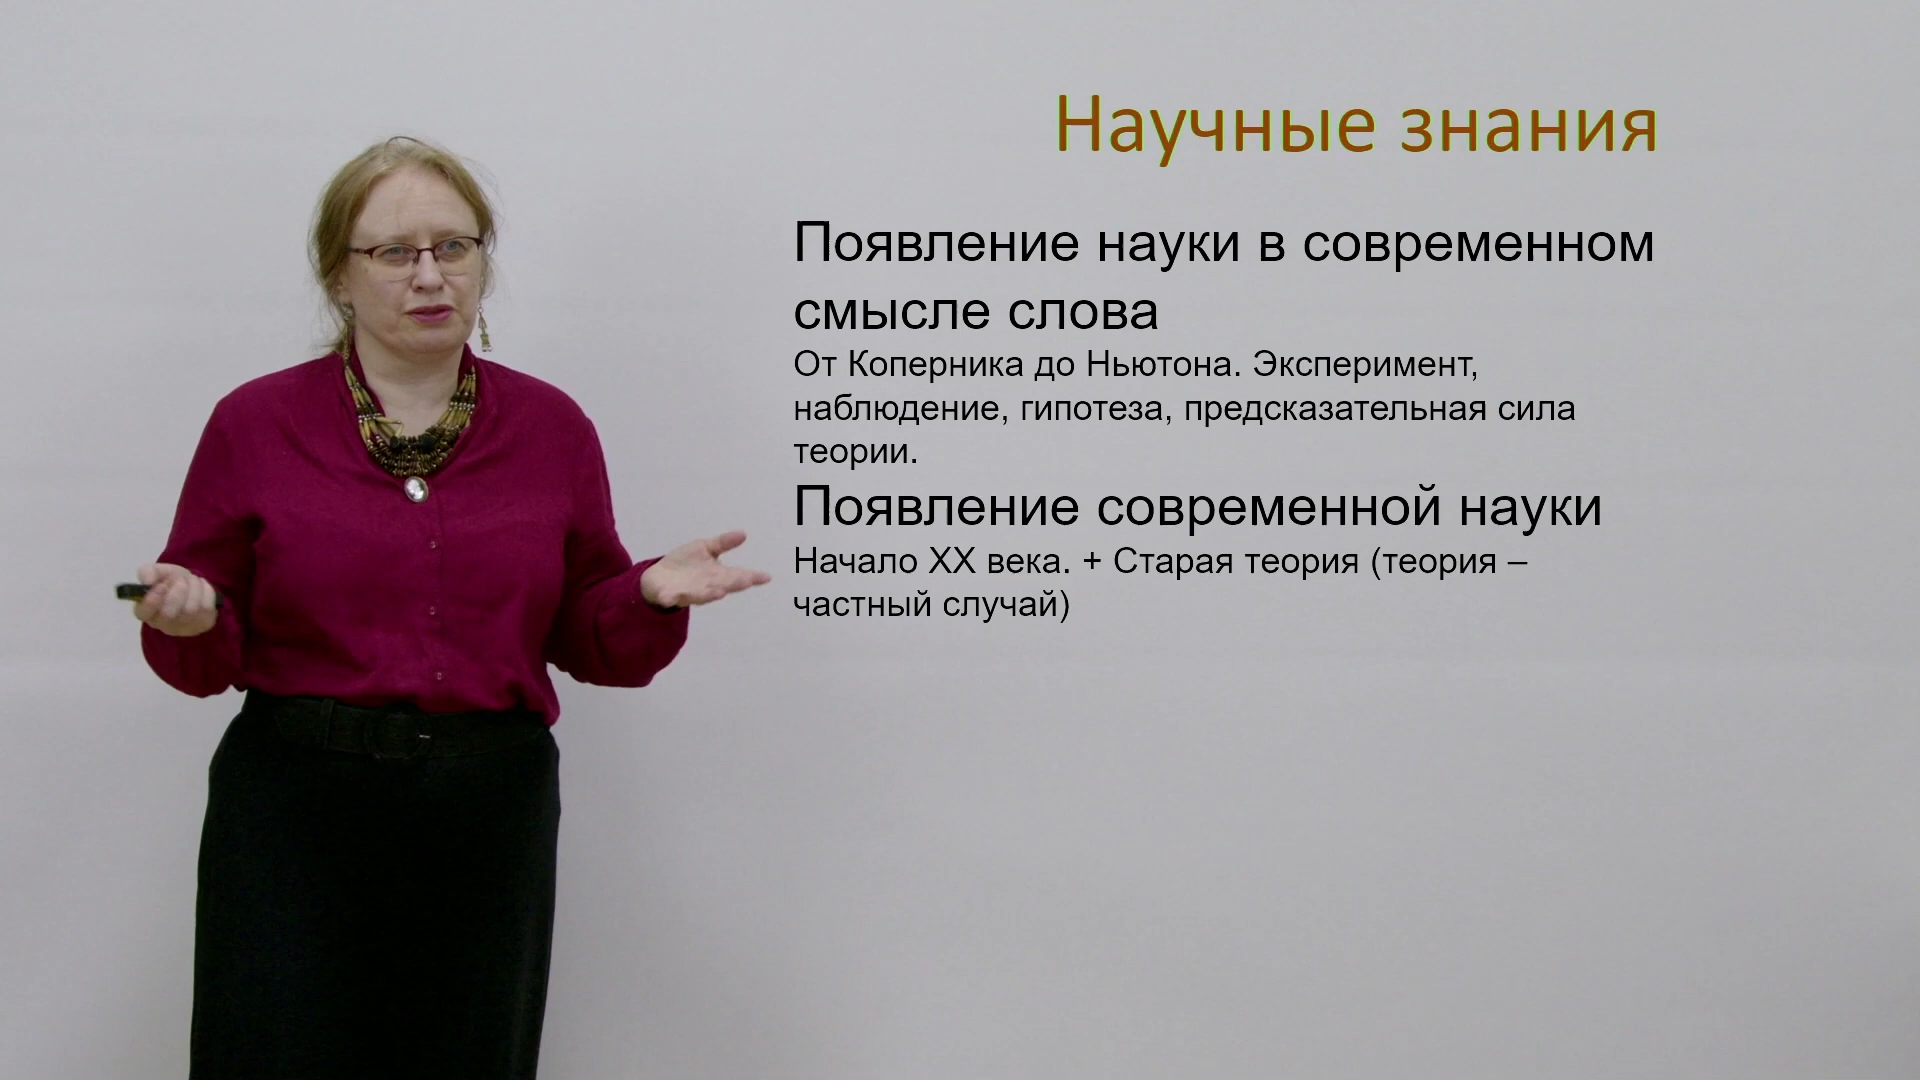 Научные знания
Появление науки в современном
смысле слова
От Коперника до Ньютона. Эксперимент,
наблюдение, гипотеза, предсказательная сила
теории.
Появление современной науки
Начало XX века. + Старая теория (теория –
частный случай)